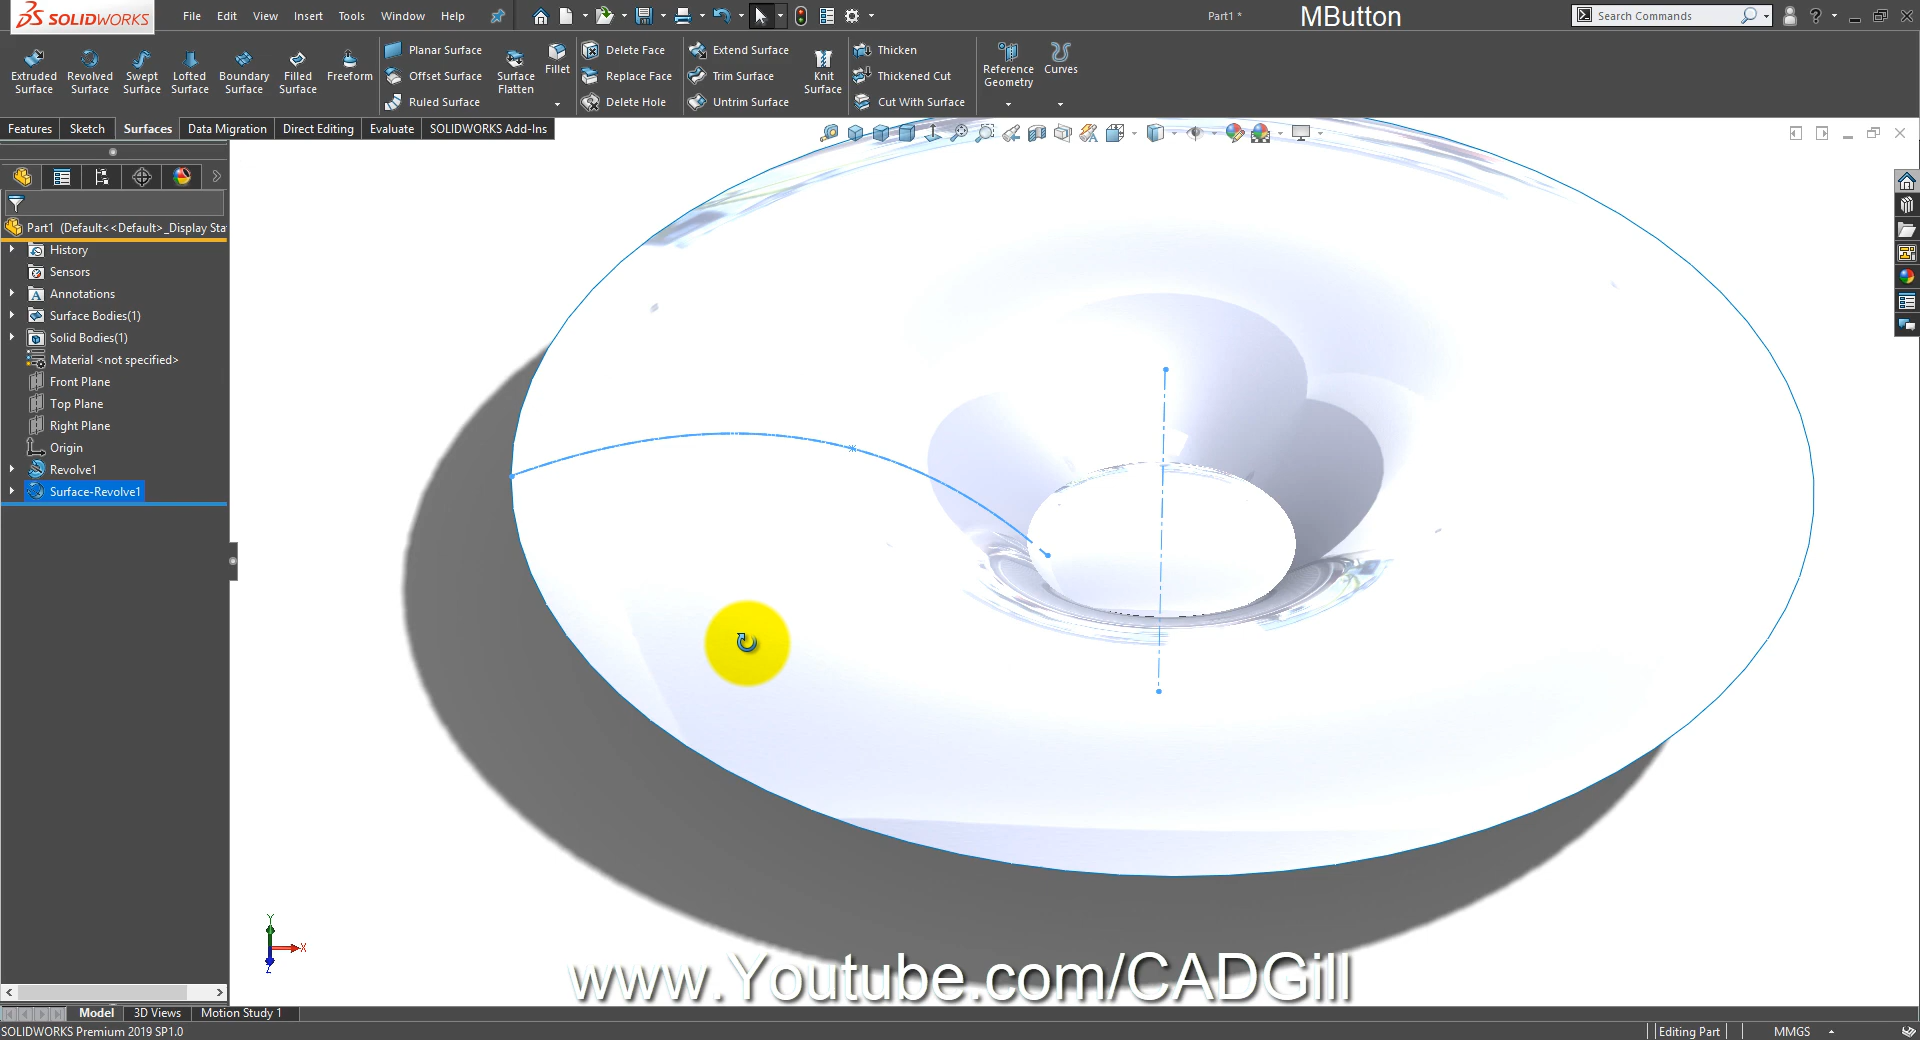 SOLIDWORKS
File Edit View Insert Tools Window Help
Part1 *
MButton
Search Commands
Extruded Surface
Revolved Surface
Swept Surface
Lofted Surface
Boundary Surface
Filled Surface
Freeform
Planar Surface
Offset Surface
Ruled Surface
Surface Flatten
Fillet
Delete Face
Replace Face
Delete Hole
Extend Surface
Trim Surface
Untrim Surface
Knit Surface
Thicken
Thickened Cut
Cut With Surface
Reference Geometry
Curves
Features Sketch Surfaces Data Migration Direct Editing Evaluate SOLIDWORKS Add-Ins
Part1 (Default<<Default>_Display Sta
History
Sensors
Annotations
Surface Bodies(1)
Solid Bodies(1)
Material <not specified>
Front Plane
Top Plane
Right Plane
Origin
Revolve1
Surface-Revolve1
Y
X
Z
www.Youtube.com/CADGill
Model 3D Views Motion Study 1
SOLIDWORKS Premium 2019 SP1.0
Editing Part
MMGS